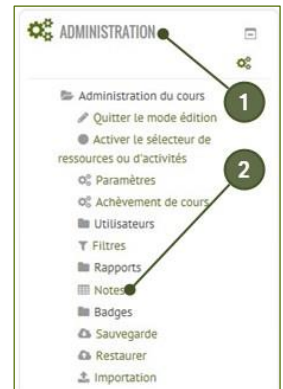 ADMINISTRATION
1
Administration du cours
Quitter le mode édition
Activer le sélecteur de
ressources ou d'activités
Paramètres
Achèvement de cours
2
Utilisateurs
Filtres
Rapports
Notes
Badges
Sauvegarde
Restaurer
Importation